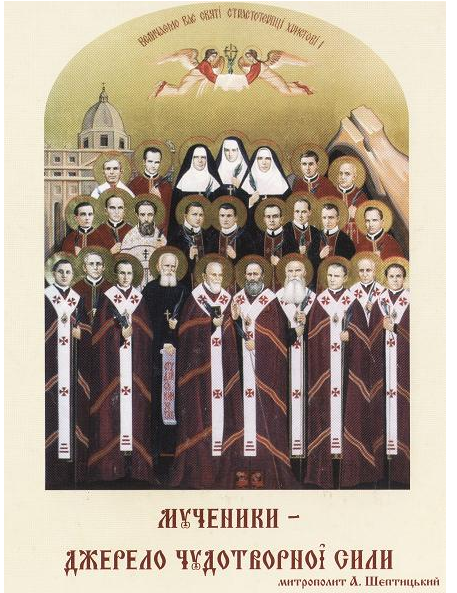 Величаємо вас святі страстотерпці христові !
МУЧЕНИКИ –
ДЖЕРЕЛО ЧУДОТВОРНОЇ СИЛИ
митрополит А. Шептицький